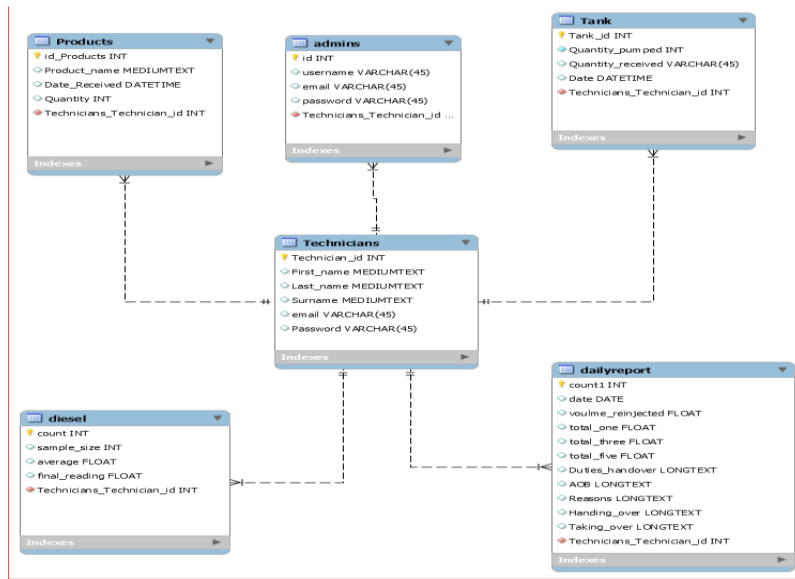 Products
id_Products INT
Product_name MEDIUMTEXT
Date_Received DATETIME
Quantity INT
Technicians_Technician_id INT
Indexes
admins
id INT
username VARCHAR(45)
email VARCHAR(45)
password VARCHAR(45)
Technicians_Technician_id ...
Indexes
Tank
Tank_id INT
Quantity_pumped INT
Quantity_received VARCHAR(45)
Date DATETIME
Technicians_Technician_id INT
Indexes
Technicians
Technician_id INT
First_name MEDIUMTEXT
Last_name MEDIUMTEXT
Surname MEDIUMTEXT
email VARCHAR(45)
Password VARCHAR(45)
Indexes
diesel
count INT
sample_size INT
average FLOAT
final_reading FLOAT
Technicians_Technician_id INT
Indexes
dailyreport
count1 INT
date DATE
voulme_reinjected FLOAT
total_one FLOAT
total_three FLOAT
total_five FLOAT
Duties_handover LONGTEXT
AOB LONGTEXT
Reasons LONGTEXT
Handing_over LONGTEXT
Taking_over LONGTEXT
Technicians_Technician_id INT
Indexes